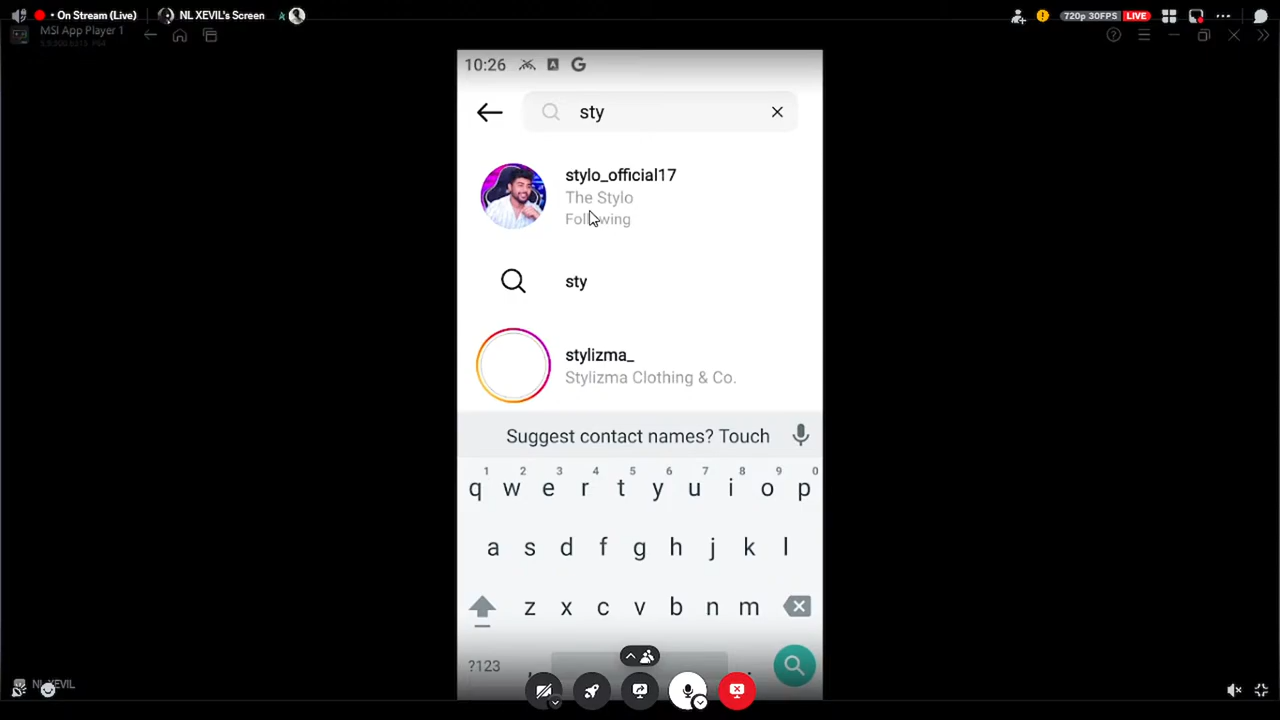 On Stream (Live)
NL XEVIL's Screen
720p 30FPS LIVE
MSI App Player 1
10:26
sty
stylo_official17
The Stylo
Following
sty
stylizma_
Stylizma Clothing & Co.
Suggest contact names? Touch
1 2 3 4 5 6 7 8 9 0
q w e r t y u i o p
a s d f g h j k l
z x c v b n m
?123
NL XEVIL